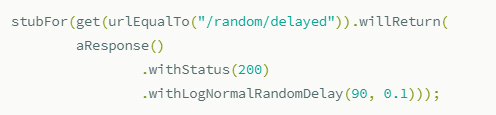 stubFor(get(urlEqualTo("/random/delayed")).willReturn(
        aResponse()
                .withStatus(200)
                .withLogNormalRandomDelay(90, 0.1)));